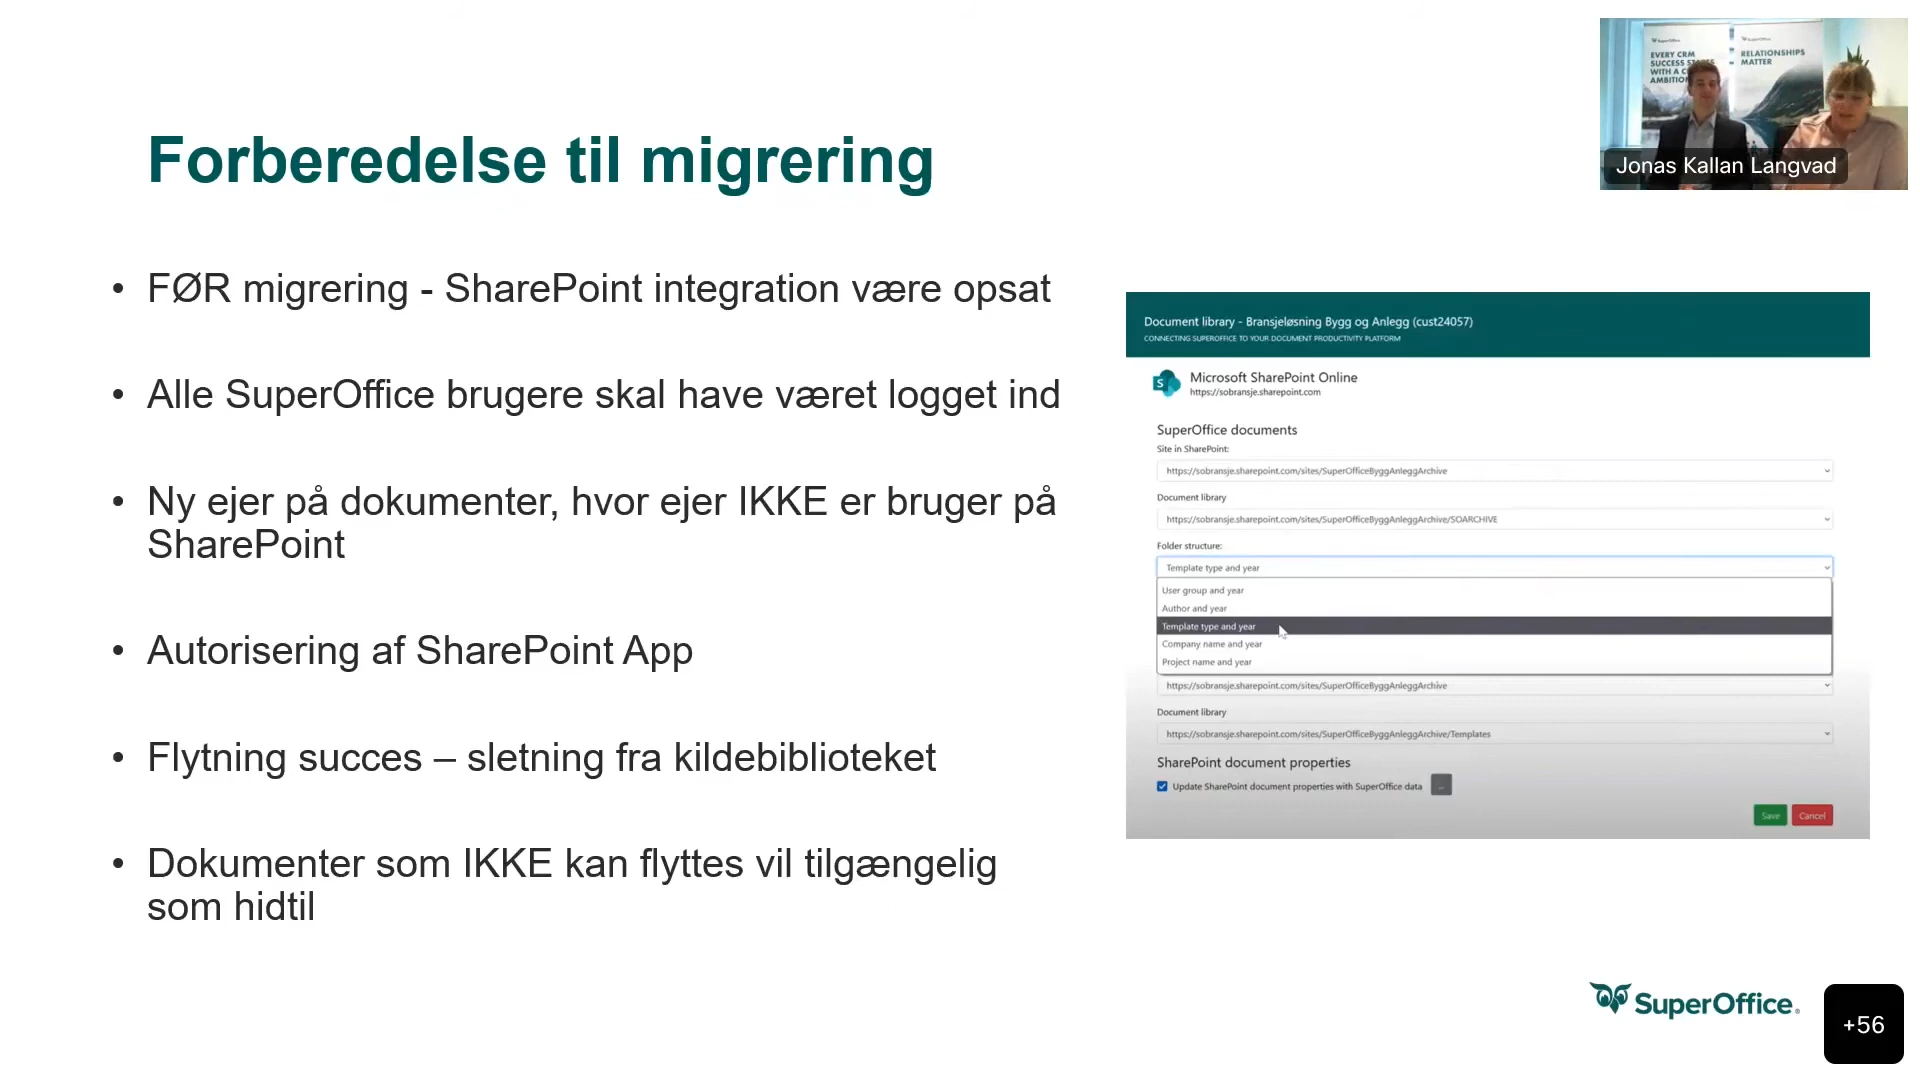 SuperOffice
EVERY CRM
SUCCESS
WITH A
AMBITION
SuperOffice
RELATIONSHIPS
MATTER
Jonas Kallan Langvad
Forberedelse til migrering
• FØR migrering - SharePoint integration være opsat
• Alle SuperOffice brugere skal have været logget ind
• Ny ejer på dokumenter, hvor ejer IKKE er bruger på
SharePoint
• Autorisering af SharePoint App
• Flytning succes – sletning fra kildebiblioteket
• Dokumenter som IKKE kan flyttes vil tilgængelig
som hidtil
Document library - Bransjeløsning Bygg og Anlegg (cust24057)
CONNECTING SUPEROFFICE TO YOUR DOCUMENT PRODUCTIVITY PLATFORM
Microsoft SharePoint Online
https://sobransje.sharepoint.com
SuperOffice documents
Site in SharePoint:
https://sobransje.sharepoint.com/sites/SuperOfficeByggAnleggArchive
Document library
https://sobransje.sharepoint.com/sites/SuperOfficeByggAnleggArchive/SOARCHIVE
Folder structure:
Template type and year
User group and year
Author and year
Template type and year
Company name and year
Project name and year
https://sobransje.sharepoint.com/sites/SuperOfficeByggAnleggArchive
Document library
https://sobransje.sharepoint.com/sites/SuperOfficeByggAnleggArchive/Templates
SharePoint document properties
Update SharePoint document properties with SuperOffice data ...
Save Cancel
SuperOffice®
+56